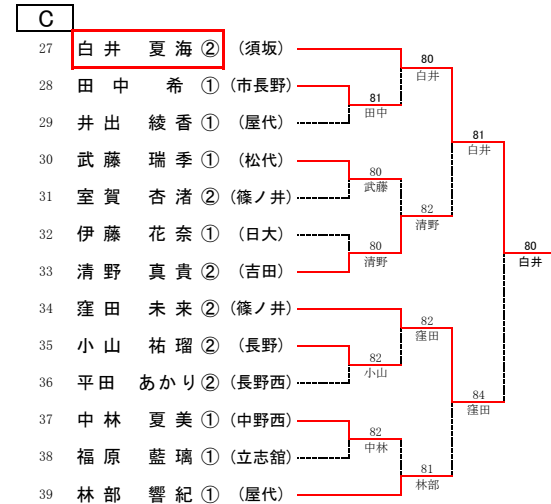 C
27 白井 夏海 ② (須坂)
28 田中 希 ① (市長野)
29 井出 綾香 ① (屋代)
30 武藤 瑞季 ① (松代)
31 室賀 杏渚 ② (篠ノ井)
32 伊藤 花奈 ① (日大)
33 清野 真貴 ② (吉田)
34 窪田 未来 ② (篠ノ井)
35 小山 祐瑠 ② (長野)
36 平田 あかり ② (長野西)
37 中林 夏美 ① (中野西)
38 福原 藍璃 ① (立志舘)
39 林部 響紀 ① (屋代)
81
田中
80
武藤
80
清野
82
小山
82
中林
80
白井
82
清野
82
窪田
81
林部
81
白井
84
窪田
80
白井